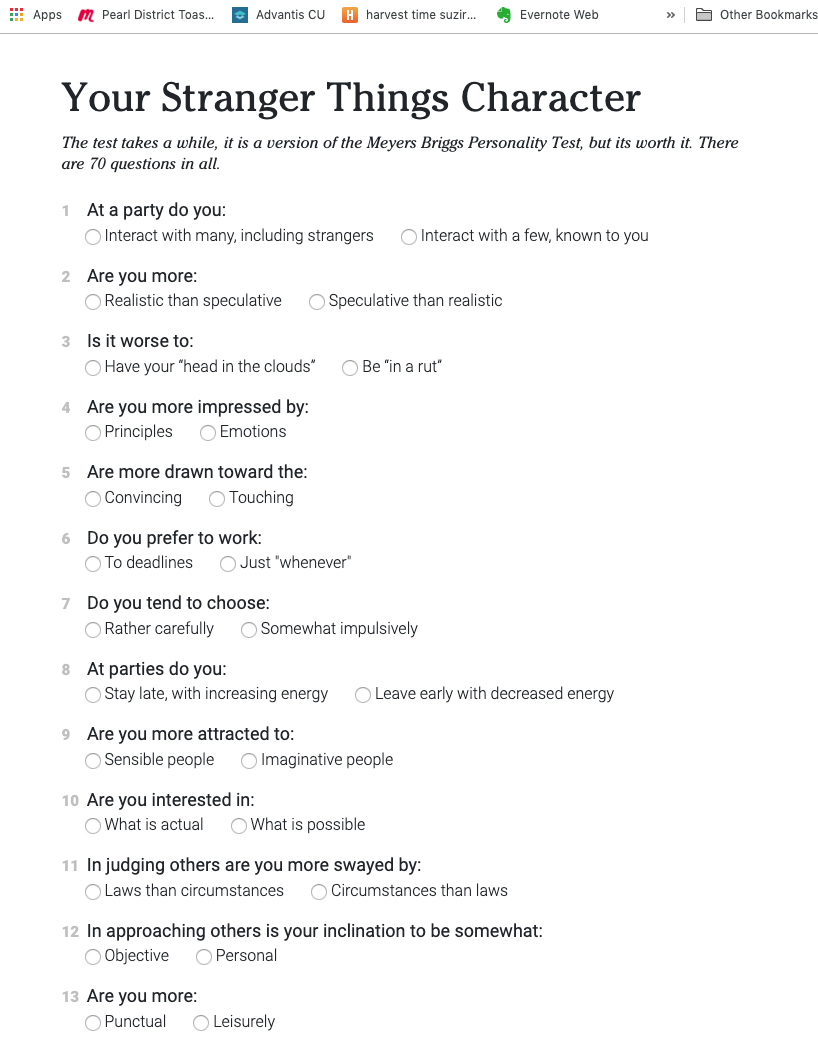 Apps Pearl District Toas... Advantis CU H harvest time suzir... Evernote Web » Other Bookmarks
Your Stranger Things Character
The test takes a while, it is a version of the Meyers Briggs Personality Test, but its worth it. There
are 70 questions in all.
1 At a party do you:
Interact with many, including strangers Interact with a few, known to you
2 Are you more:
Realistic than speculative Speculative than realistic
3 Is it worse to:
Have your “head in the clouds” Be “in a rut“
4 Are you more impressed by:
Principles Emotions
5 Are more drawn toward the:
Convincing Touching
6 Do you prefer to work:
To deadlines Just "whenever"
7 Do you tend to choose:
Rather carefully Somewhat impulsively
8 At parties do you:
Stay late, with increasing energy Leave early with decreased energy
9 Are you more attracted to:
Sensible people Imaginative people
10 Are you interested in:
What is actual What is possible
11 In judging others are you more swayed by:
Laws than circumstances Circumstances than laws
12 In approaching others is your inclination to be somewhat:
Objective Personal
13 Are you more:
Punctual Leisurely